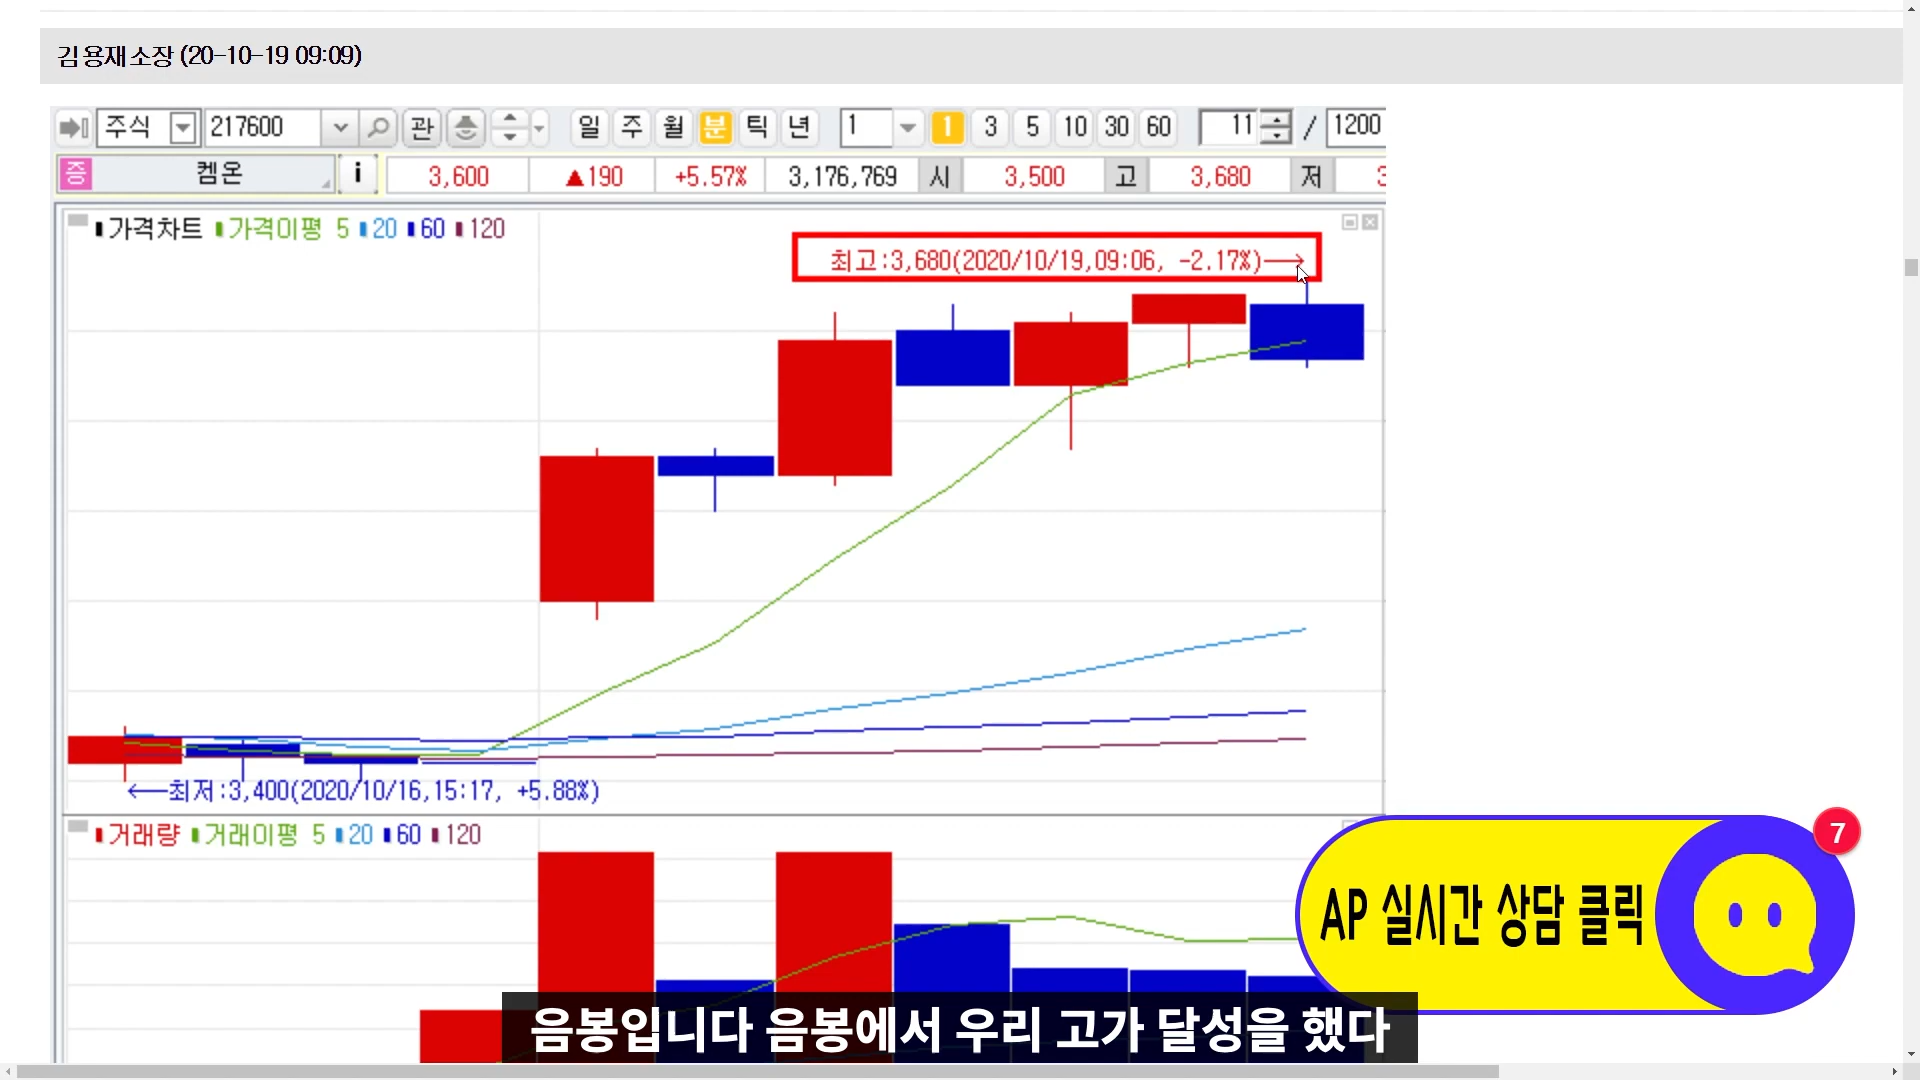 김용재소장 (20-10-19 09:09)
주식 217600 관 일 주 월 분 틱 년 1 1 3 5 10 30 60 11 / 1200
증 켐온 i 3,600 ▲190 +5.57% 3,176,769 시 3,500 고 3,680 저
가격차트 가격이평 5 20 60 120
최고:3,680(2020/10/19,09:06, -2.17%)→
←최저:3,400(2020/10/16,15:17, +5.88%)
거래량 거래이평 5 20 60 120
7
AP 실시간 상담 클릭
음봉입니다 음봉에서 우리 고가 달성을 했다